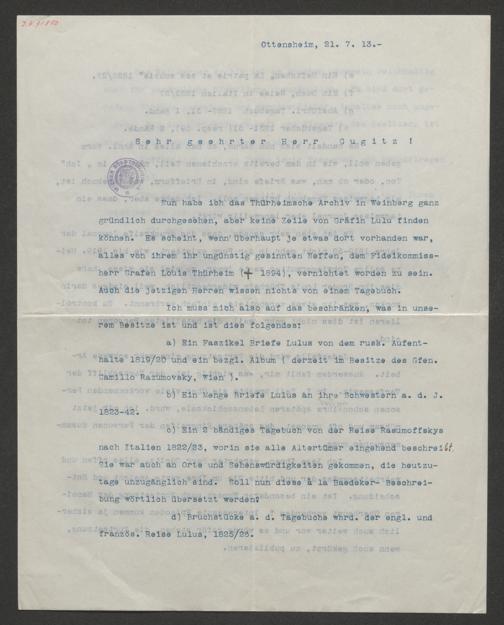 Ottensheim, 21. 7. 13.-
Sehr geehrter Herr Gugitz !
Nun habe ich das Thürheimsche Archiv in Weinberg ganz
gründlich durchgesehen, aber keine Zeile von Gräfin Lulu finden
können. Es scheint, wenn überhaupt je etwas dort vorhanden war,
alles von ihrem ihr ungünstig gesinnten Neffen, dem Fideikommiss-
herr Grafen Louis Thürheim († 1894), vernichtet worden zu sein.
Auch die jetzigen Herren wissen nichts von einem Tagebuch.
Ich muss mich also auf das beschränken, was in unse-
rem Besitze ist und ist dies folgendes:
a) Ein Faszikel Briefe Lulus von dem russ. Aufent-
halte 1819/20 und ein bezgl. Album ( derzeit im Besitze des Gfen.
Camillo Razumovsky, Wien ).
b) Ein Menge Briefe Lulus an ihre Schwestern a. d. J.
1823-42.
c) Ein 2 bändiges Tagebuch von der Reise Rasumoffskys
nach Italien 1822/23, worin sie alle Altertümer eingehend beschreibt.
Sie war auch an Orte und Sehenswürdigkeiten gekommen, die heutzu-
tage unzugänglich sind. Soll nun diese à la Baedeker- Beschrei-
bung wörtlich übersetzt werden?
d) Bruchstücke a. d. Tagebuche whrd. der engl. und
französ. Reise Lulus, 1825/26.